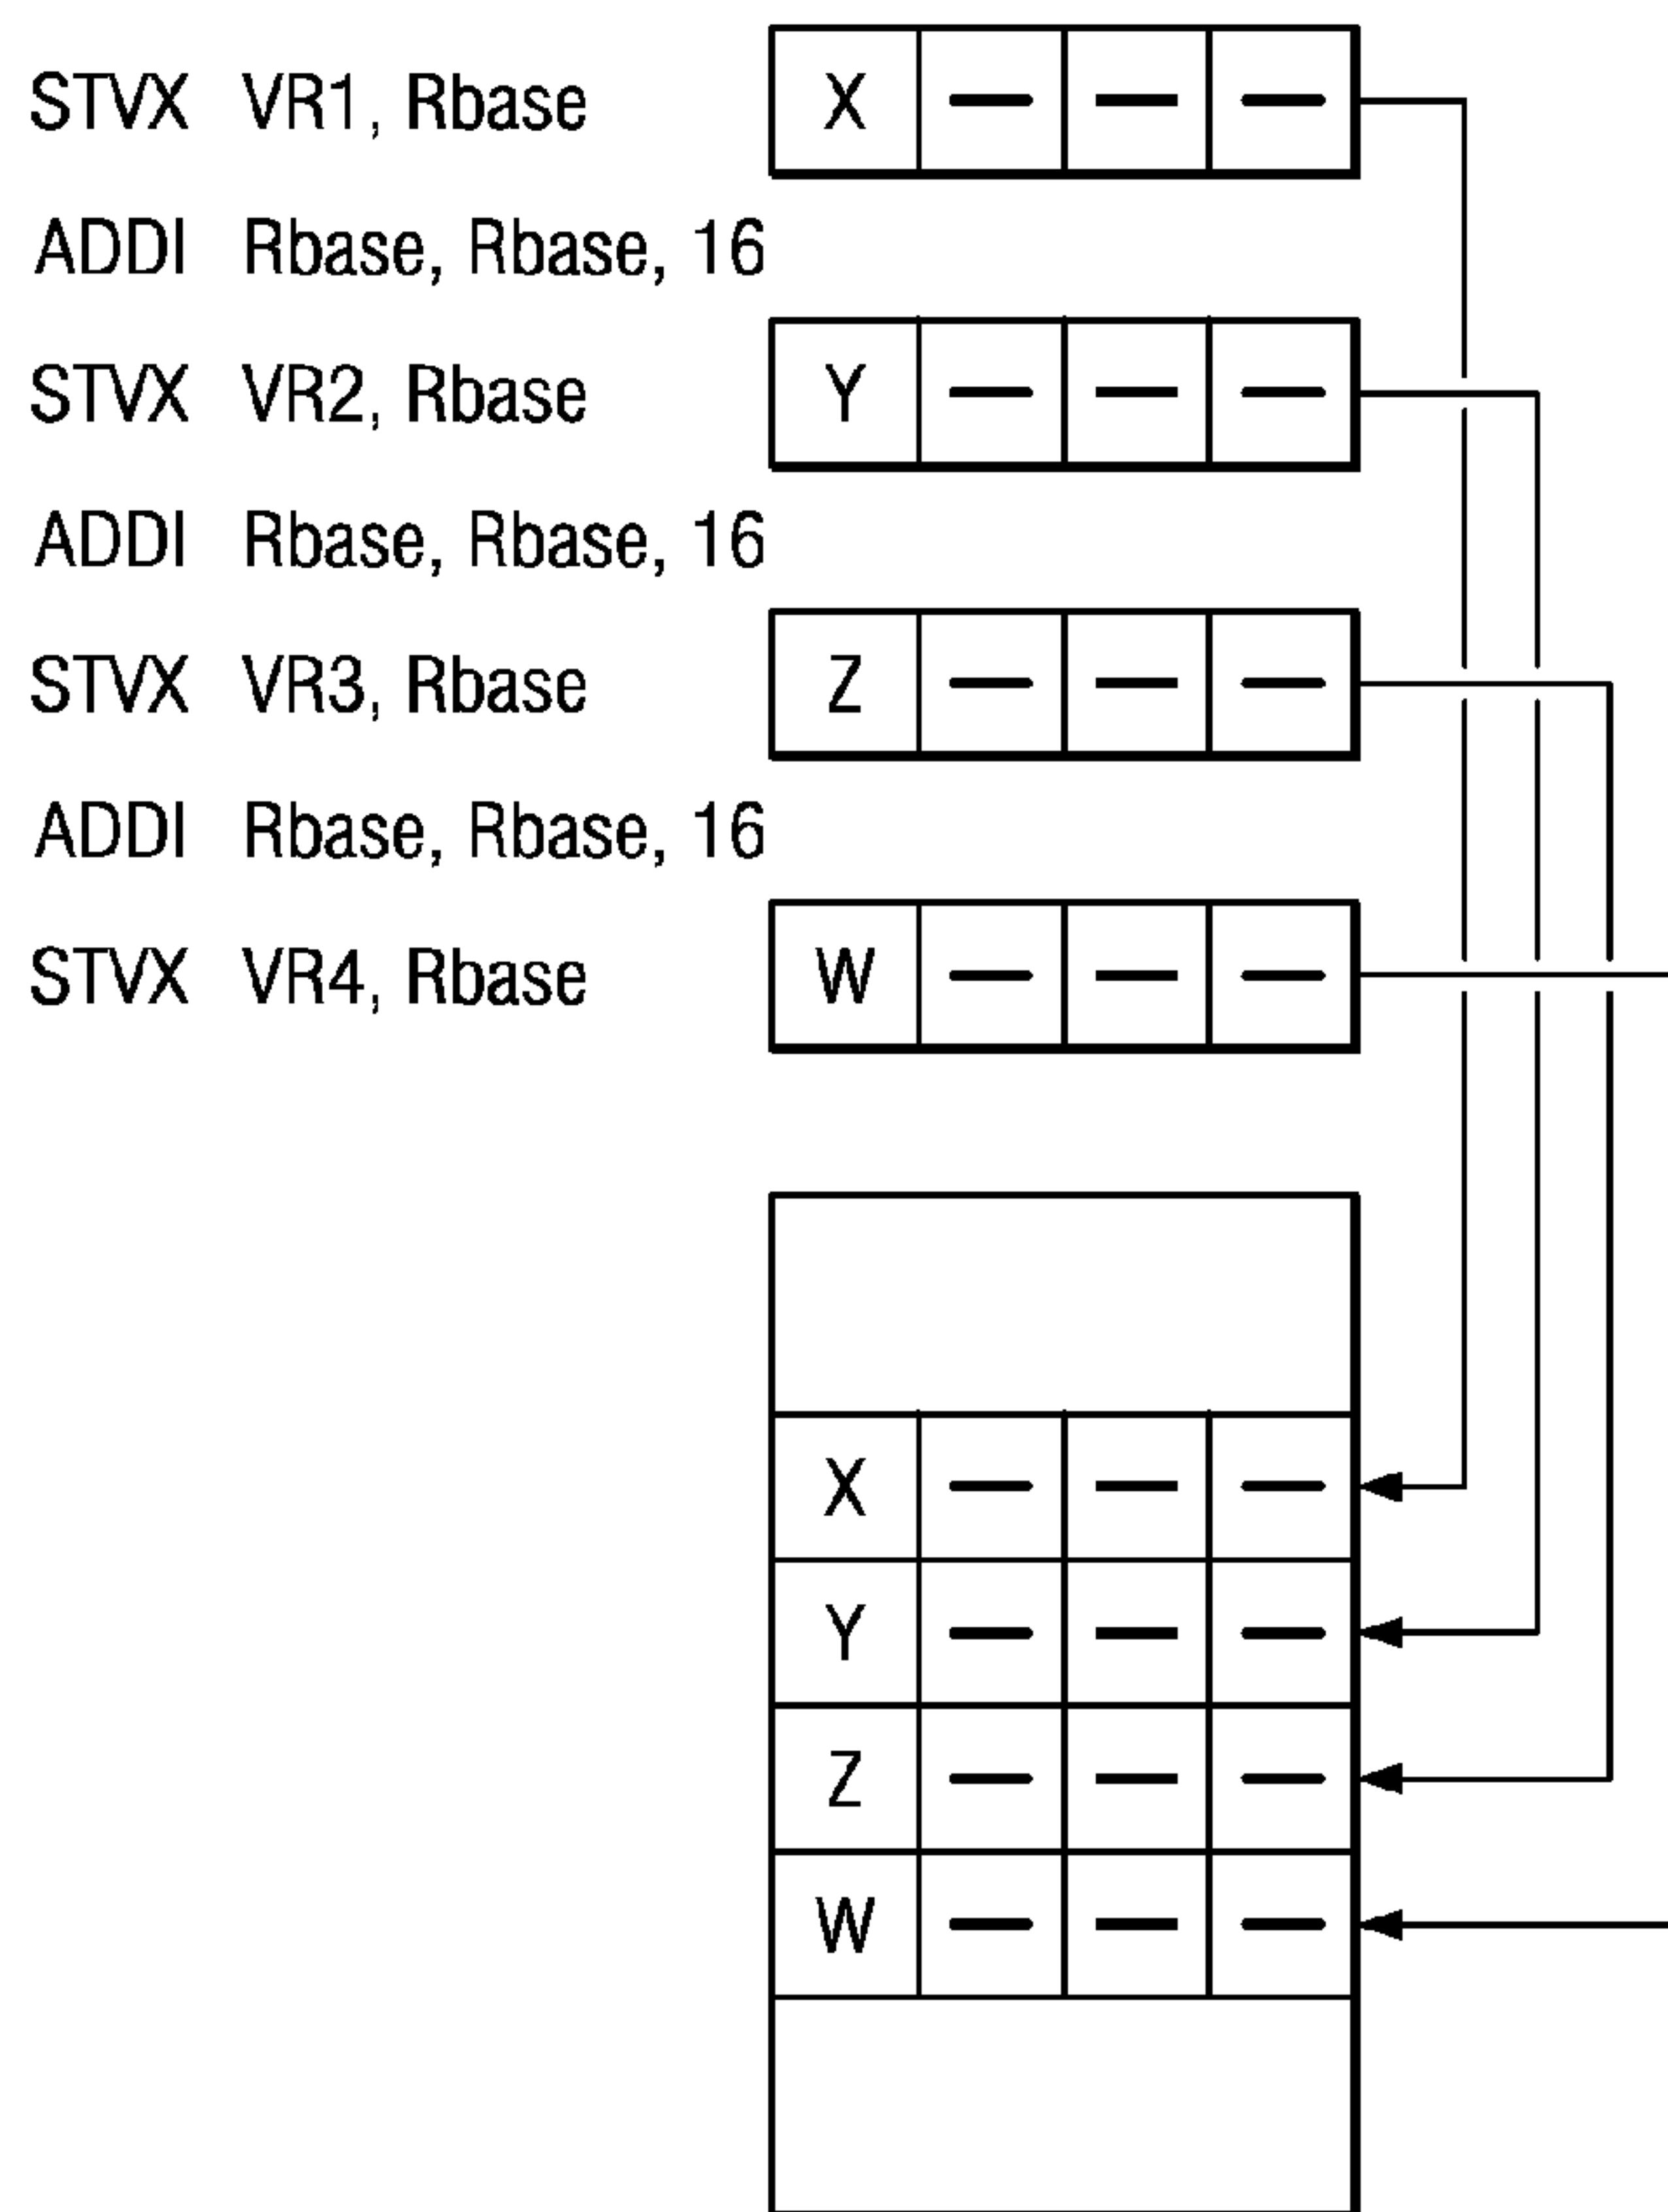 STVX VR1, Rbase X — — —
ADDI Rbase, Rbase, 16
STVX VR2, Rbase Y — — —
ADDI Rbase, Rbase, 16
STVX VR3, Rbase Z — — —
ADDI Rbase, Rbase, 16
STVX VR4, Rbase W — — —
X — — —
Y — — —
Z — — —
W — — —